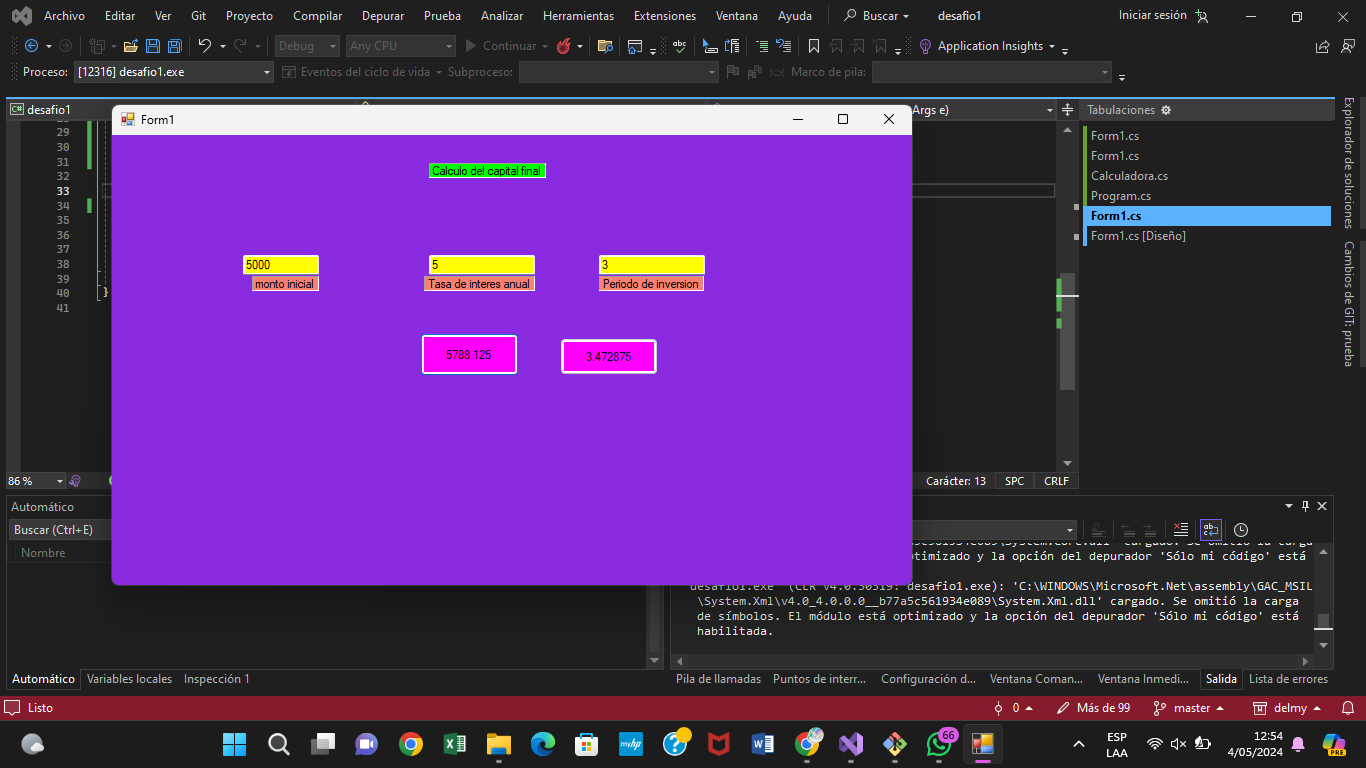 Archivo Editar Ver Git Proyecto Compilar Depurar Prueba Analizar Herramientas Extensiones Ventana Ayuda Buscar desafio1 Iniciar sesión
Debug Any CPU Continuar Application Insights
Proceso: [12316] desafio1.exe Eventos del ciclo de vida Subproceso: Marco de pila:
desafio1 Args e) Tabulaciones
Form1
Form1.cs
Form1.cs
Calculadora.cs
Program.cs
Form1.cs
Form1.cs [Diseño]
Explorador de soluciones
Cambios de GIT: prueba
29
30
31
32
33
34
35
36
37
38
39
40 }
41
Calculo del capital final
5000 5 3
monto inicial Tasa de interes anual Periodo de inversion
5788.125 3.472875
86 % Carácter: 13 SPC CRLF
Automático
Buscar (Ctrl+E)
Nombre
optimizado y la opción del depurador 'Sólo mi código' está
desafio1.exe' (CLR v4.0.30319: desafio1.exe): 'C:\WINDOWS\Microsoft.Net\assembly\GAC_MSIL
\System.Xml\v4.0_4.0.0.0__b77a5c561934e089\System.Xml.dll' cargado. Se omitió la carga
de símbolos. El módulo está optimizado y la opción del depurador 'Sólo mi código' está
habilitada.
Automático Variables locales Inspección 1 Pila de llamadas Puntos de interr... Configuración d... Ventana Coman... Ventana Inmedi... Salida Lista de errores
Listo 0 Más de 99 master delmy
myhp 66 ESP LAA 12:54 4/05/2024 PRE